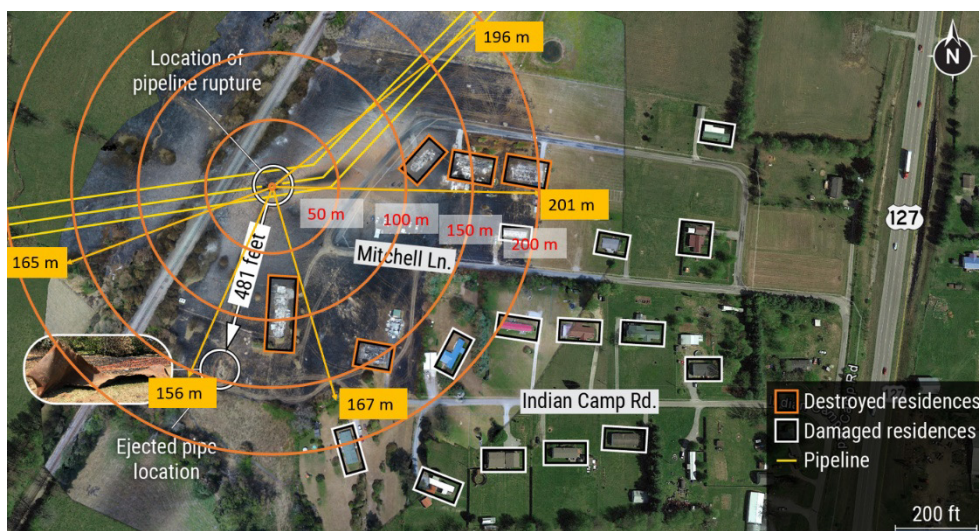 196 m
N
Location of
pipeline rupture
127
50 m
100 m
150 m
200 m
201 m
165 m
481 feet
Mitchell Ln.
156 m
167 m
Indian Camp Rd.
Ejected pipe
location
Destroyed residences
Damaged residences
Pipeline
200 ft